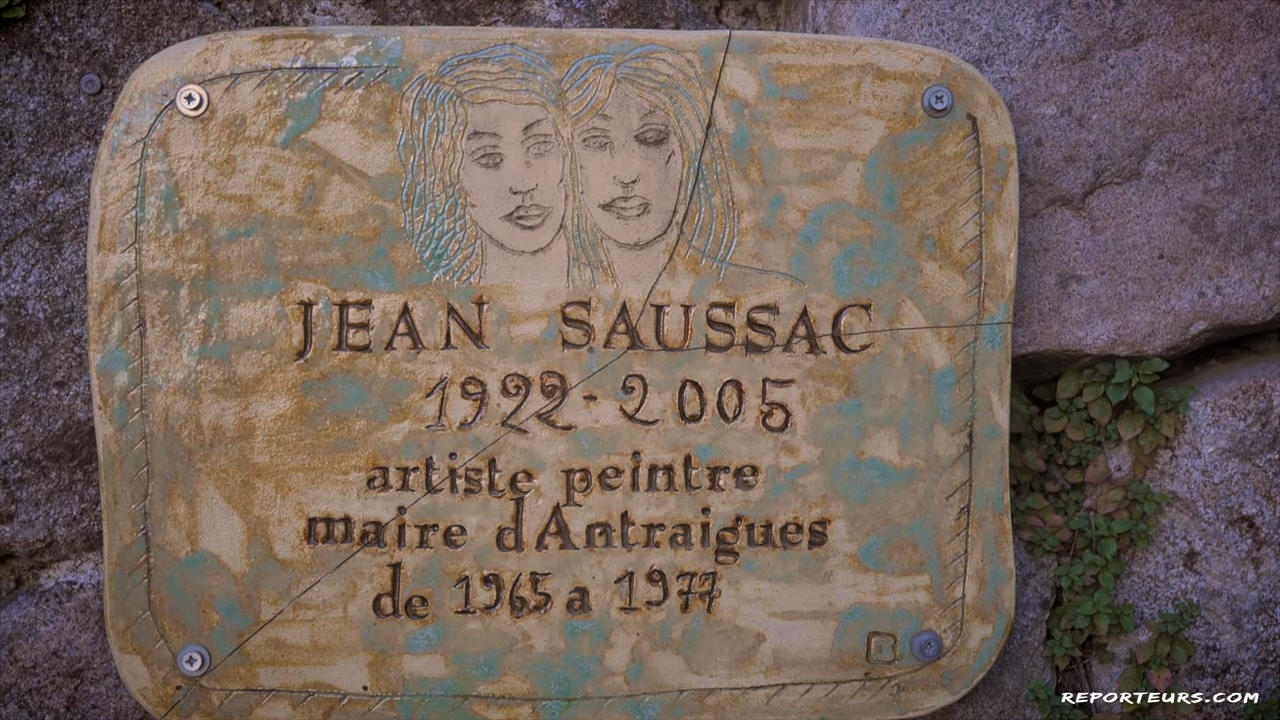 JEAN SAUSSAC
1922-2005
artiste peintre
maire dAntraigues
de 1965 a 1977
B
REPORTEURS.COM